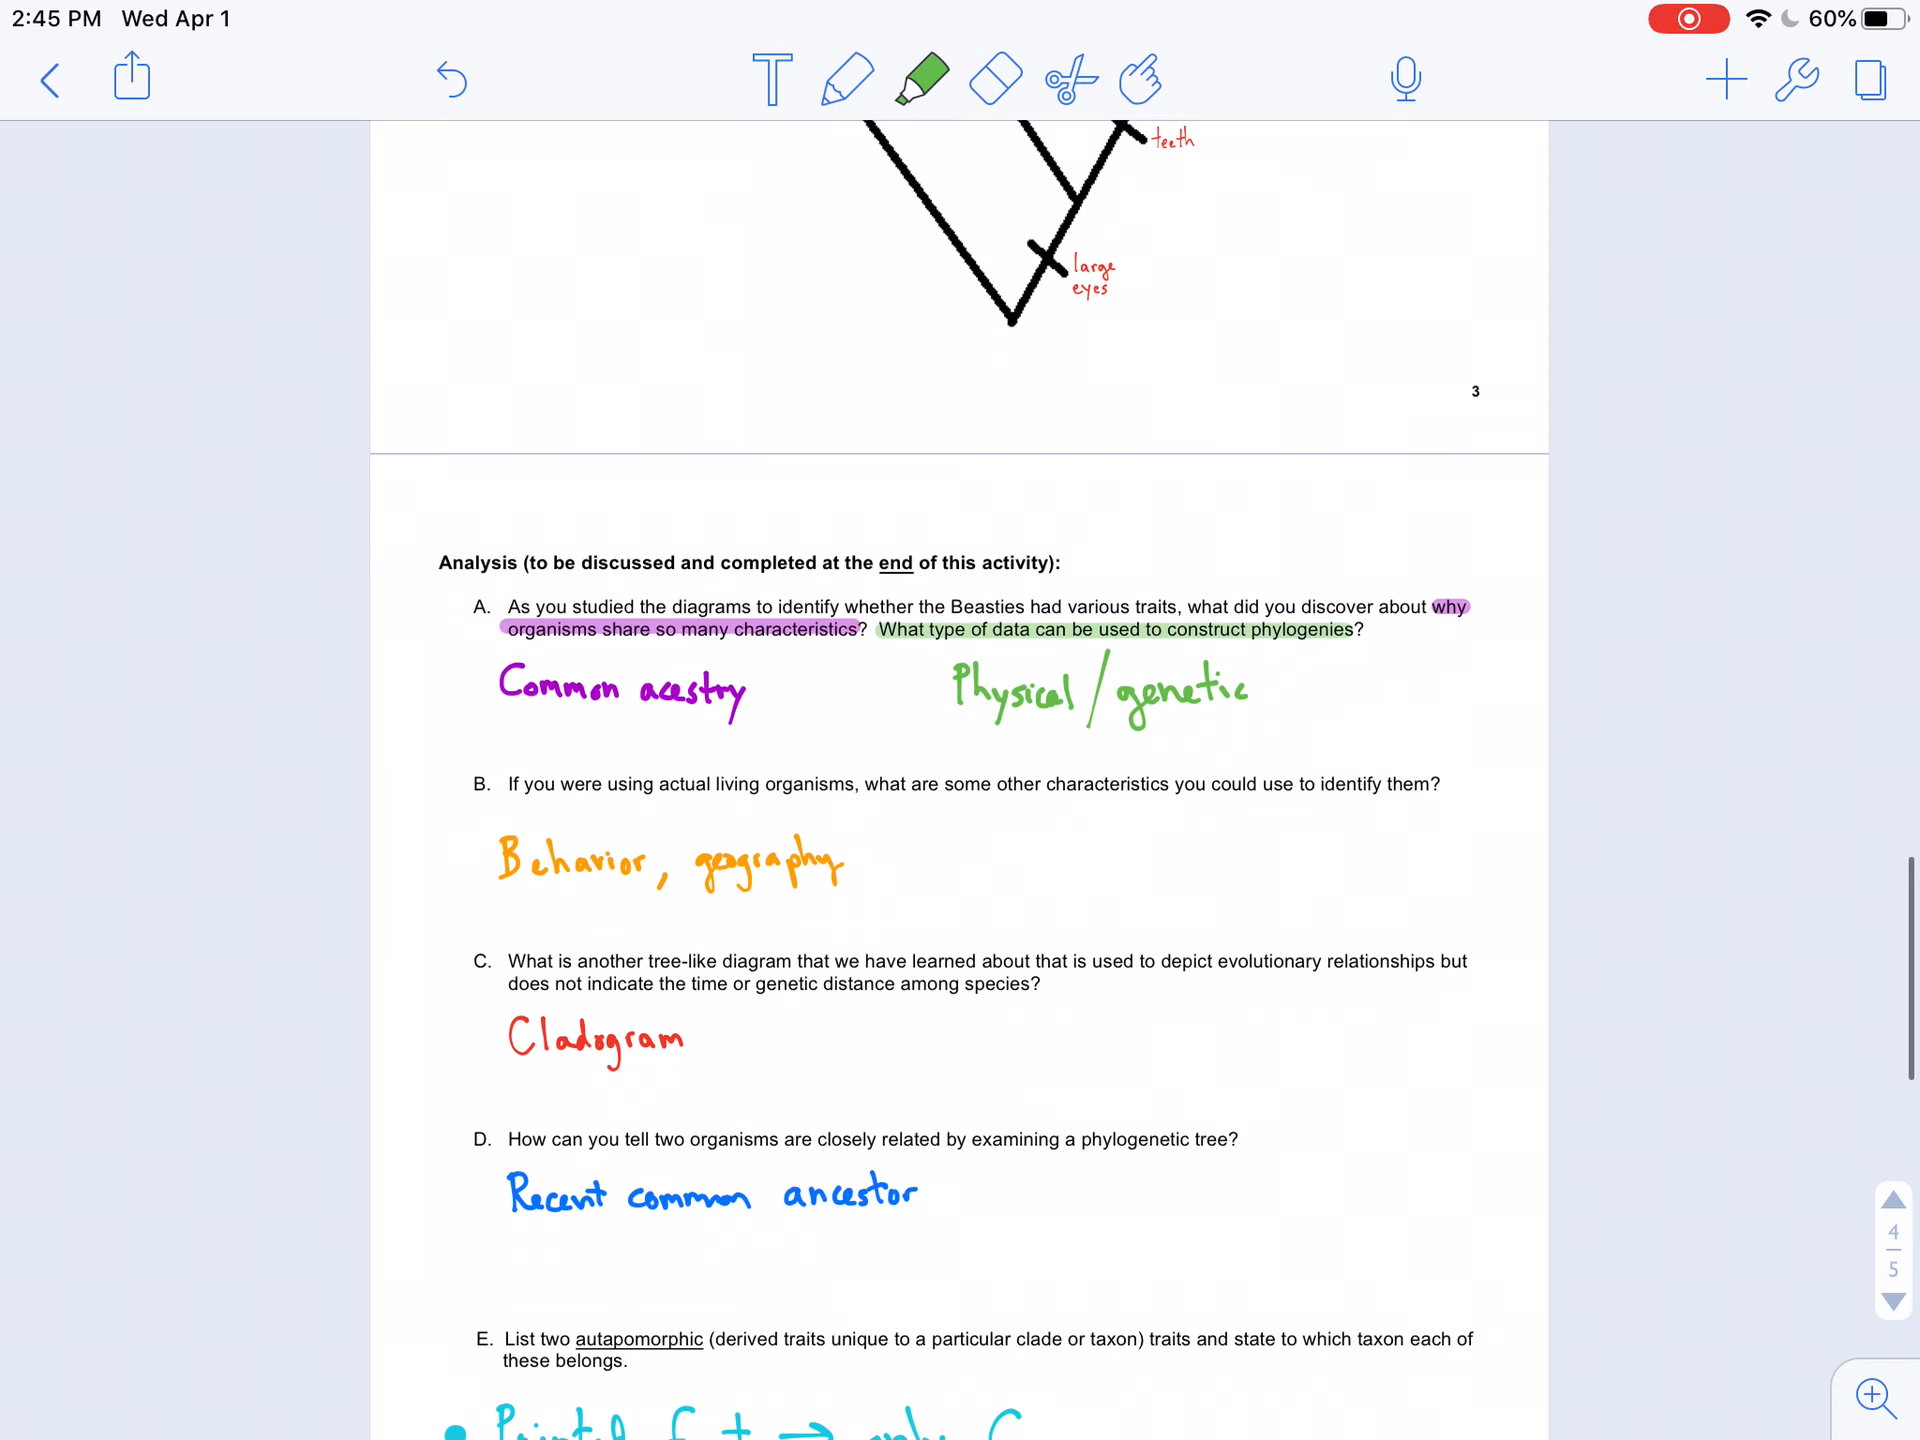 2:45 PM Wed Apr 1
60%
T
teeth
large
eyes
3
Analysis (to be discussed and completed at the end of this activity):
A. As you studied the diagrams to identify whether the Beasties had various traits, what did you discover about why
organisms share so many characteristics? What type of data can be used to construct phylogenies?
Common acestry Physical/genetic
B. If you were using actual living organisms, what are some other characteristics you could use to identify them?
Behavior, geography
C. What is another tree-like diagram that we have learned about that is used to depict evolutionary relationships but
does not indicate the time or genetic distance among species?
Cladogram
D. How can you tell two organisms are closely related by examining a phylogenetic tree?
Recent common ancestor
4
5
E. List two autapomorphic (derived traits unique to a particular clade or taxon) traits and state to which taxon each of
these belongs.